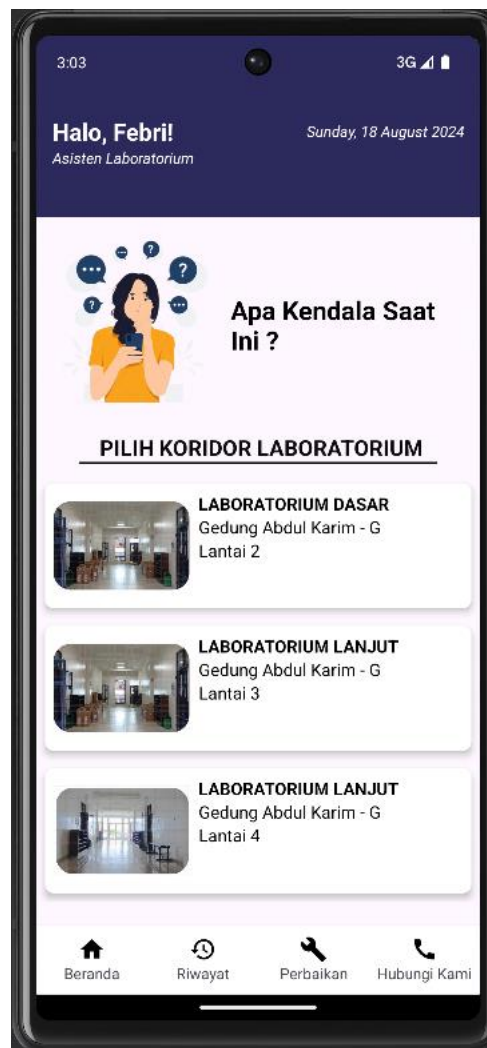 3:03
3G
Halo, Febri!
Sunday, 18 August 2024
Asisten Laboratorium
Apa Kendala Saat
Ini ?
PILIH KORIDOR LABORATORIUM
LABORATORIUM DASAR
Gedung Abdul Karim - G
Lantai 2
LABORATORIUM LANJUT
Gedung Abdul Karim - G
Lantai 3
LABORATORIUM LANJUT
Gedung Abdul Karim - G
Lantai 4
Beranda
Riwayat
Perbaikan
Hubungi Kami